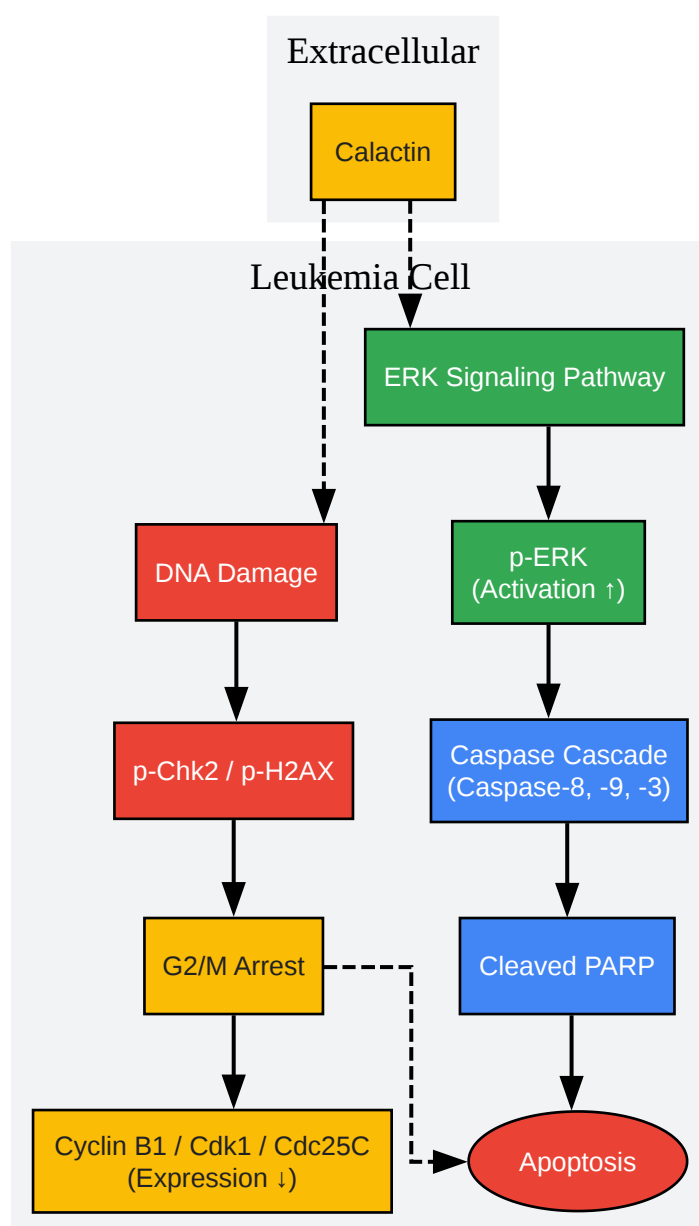 Extracellular
Calactin
Leukemia Cell
ERK Signaling Pathway
DNA Damage
p-ERK
(Activation ↑)
p-Chk2 / p-H2AX
Caspase Cascade
(Caspase-8, -9, -3)
G2/M Arrest
Cleaved PARP
Cyclin B1 / Cdk1 / Cdc25C
(Expression ↓)
Apoptosis